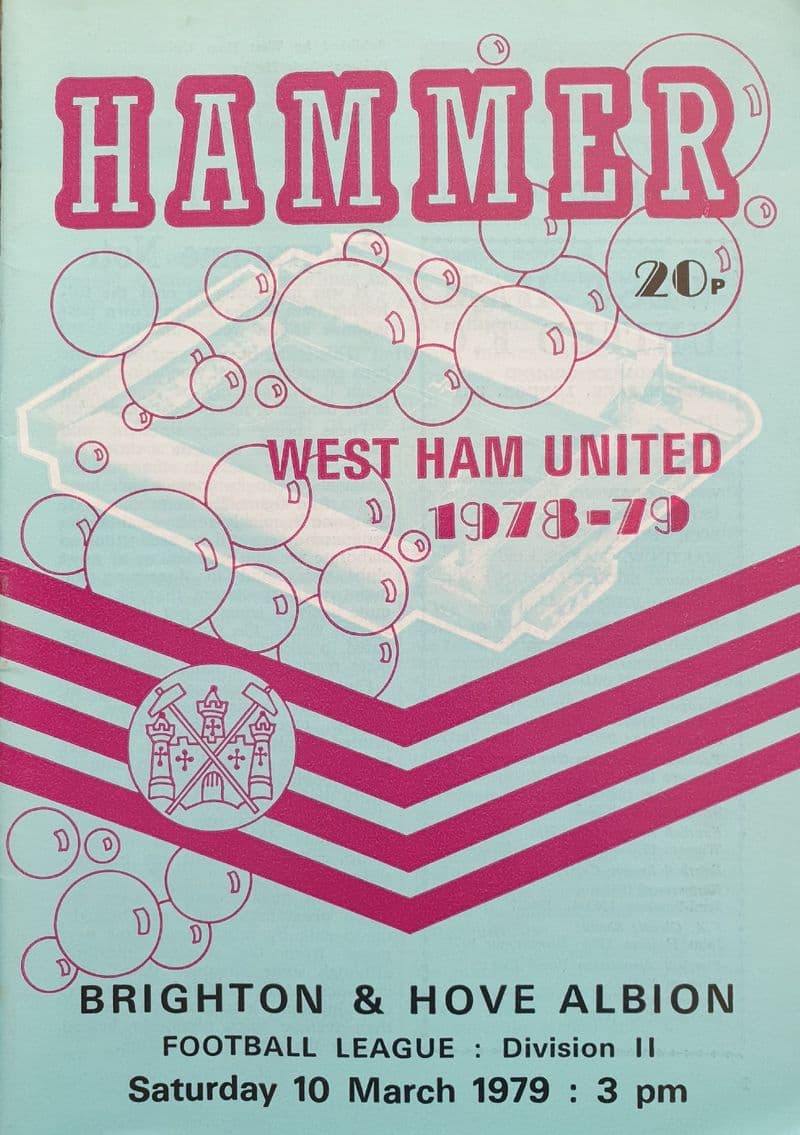 HAMMER
20P
WEST HAM UNITED
1978-79
BRIGHTON & HOVE ALBION
FOOTBALL LEAGUE : Division II
Saturday 10 March 1979 : 3 pm